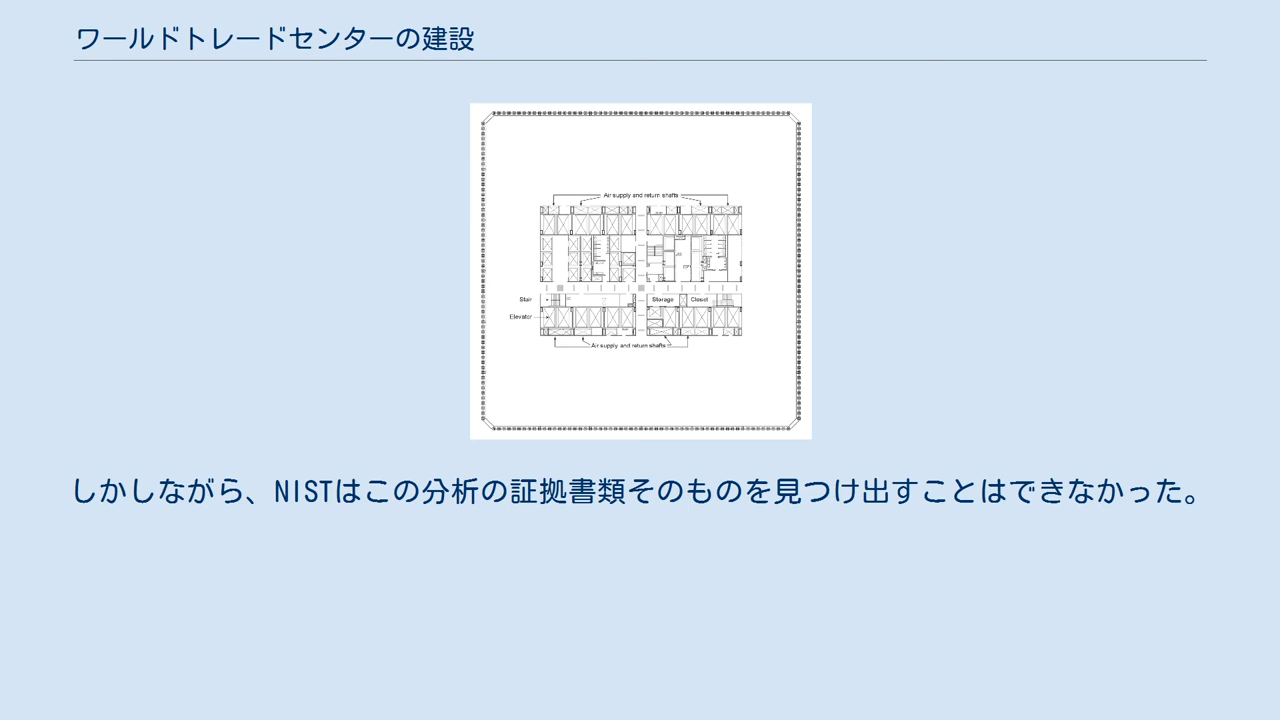 ワールドトレードセンターの建設
Air supply and return shafts
Stair
Storage
Closet
Elevator
Air supply and return shafts
しかしながら、NISTはこの分析の証拠書類そのものを見つけ出すことはできなかった。